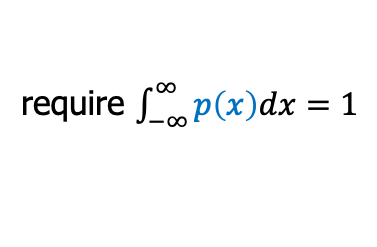 require ∫_{-∞}^{∞} p(x)dx = 1